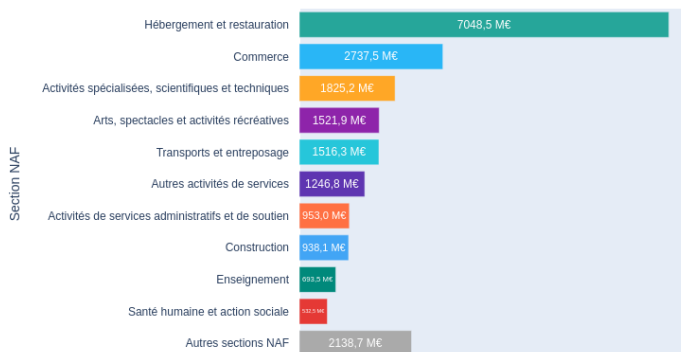 Section NAF
Hébergement et restauration 7048,5 M€
Commerce 2737,5 M€
Activités spécialisées, scientifiques et techniques 1825,2 M€
Arts, spectacles et activités récréatives 1521,9 M€
Transports et entreposage 1516,3 M€
Autres activités de services 1246,8 M€
Activités de services administratifs et de soutien 953,0 M€
Construction 938,1 M€
Enseignement 693,5 M€
Santé humaine et action sociale 532,5 M€
Autres sections NAF 2138,7 M€